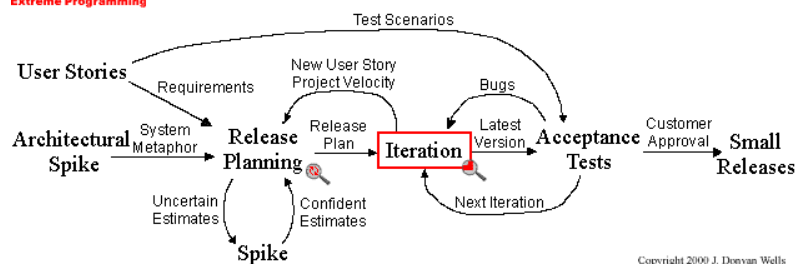 Extreme Programming
Test Scenarios
User Stories
Requirements
New User Story
Project Velocity
Bugs
Architectural
Spike
System
Metaphor
Release
Planning
Release
Plan
Iteration
Latest
Version
Acceptance
Tests
Customer
Approval
Small
Releases
Uncertain
Estimates
Confident
Estimates
Next Iteration
Spike
Copyright 2000 J. Donvan Wells